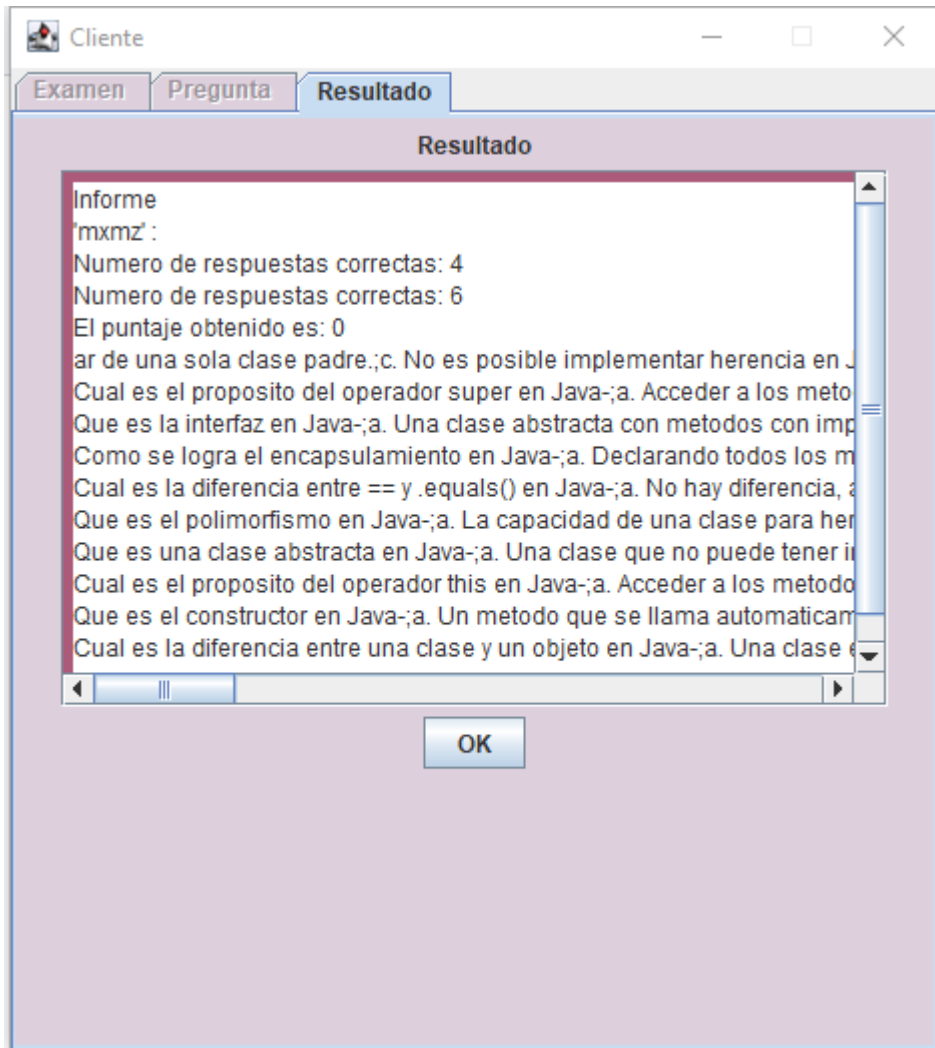 Cliente
Examen Pregunta Resultado
Resultado
Informe
'mxmz' :
Numero de respuestas correctas: 4
Numero de respuestas correctas: 6
El puntaje obtenido es: 0
ar de una sola clase padre.;c. No es posible implementar herencia en J
Cual es el proposito del operador super en Java-;a. Acceder a los meto
Que es la interfaz en Java-;a. Una clase abstracta con metodos con imp
Como se logra el encapsulamiento en Java-;a. Declarando todos los m
Cual es la diferencia entre == y .equals() en Java-;a. No hay diferencia, a
Que es el polimorfismo en Java-;a. La capacidad de una clase para her
Que es una clase abstracta en Java-;a. Una clase que no puede tener i
Cual es el proposito del operador this en Java-;a. Acceder a los metodo
Que es el constructor en Java-;a. Un metodo que se llama automaticam
Cual es la diferencia entre una clase y un objeto en Java-;a. Una clase e
OK